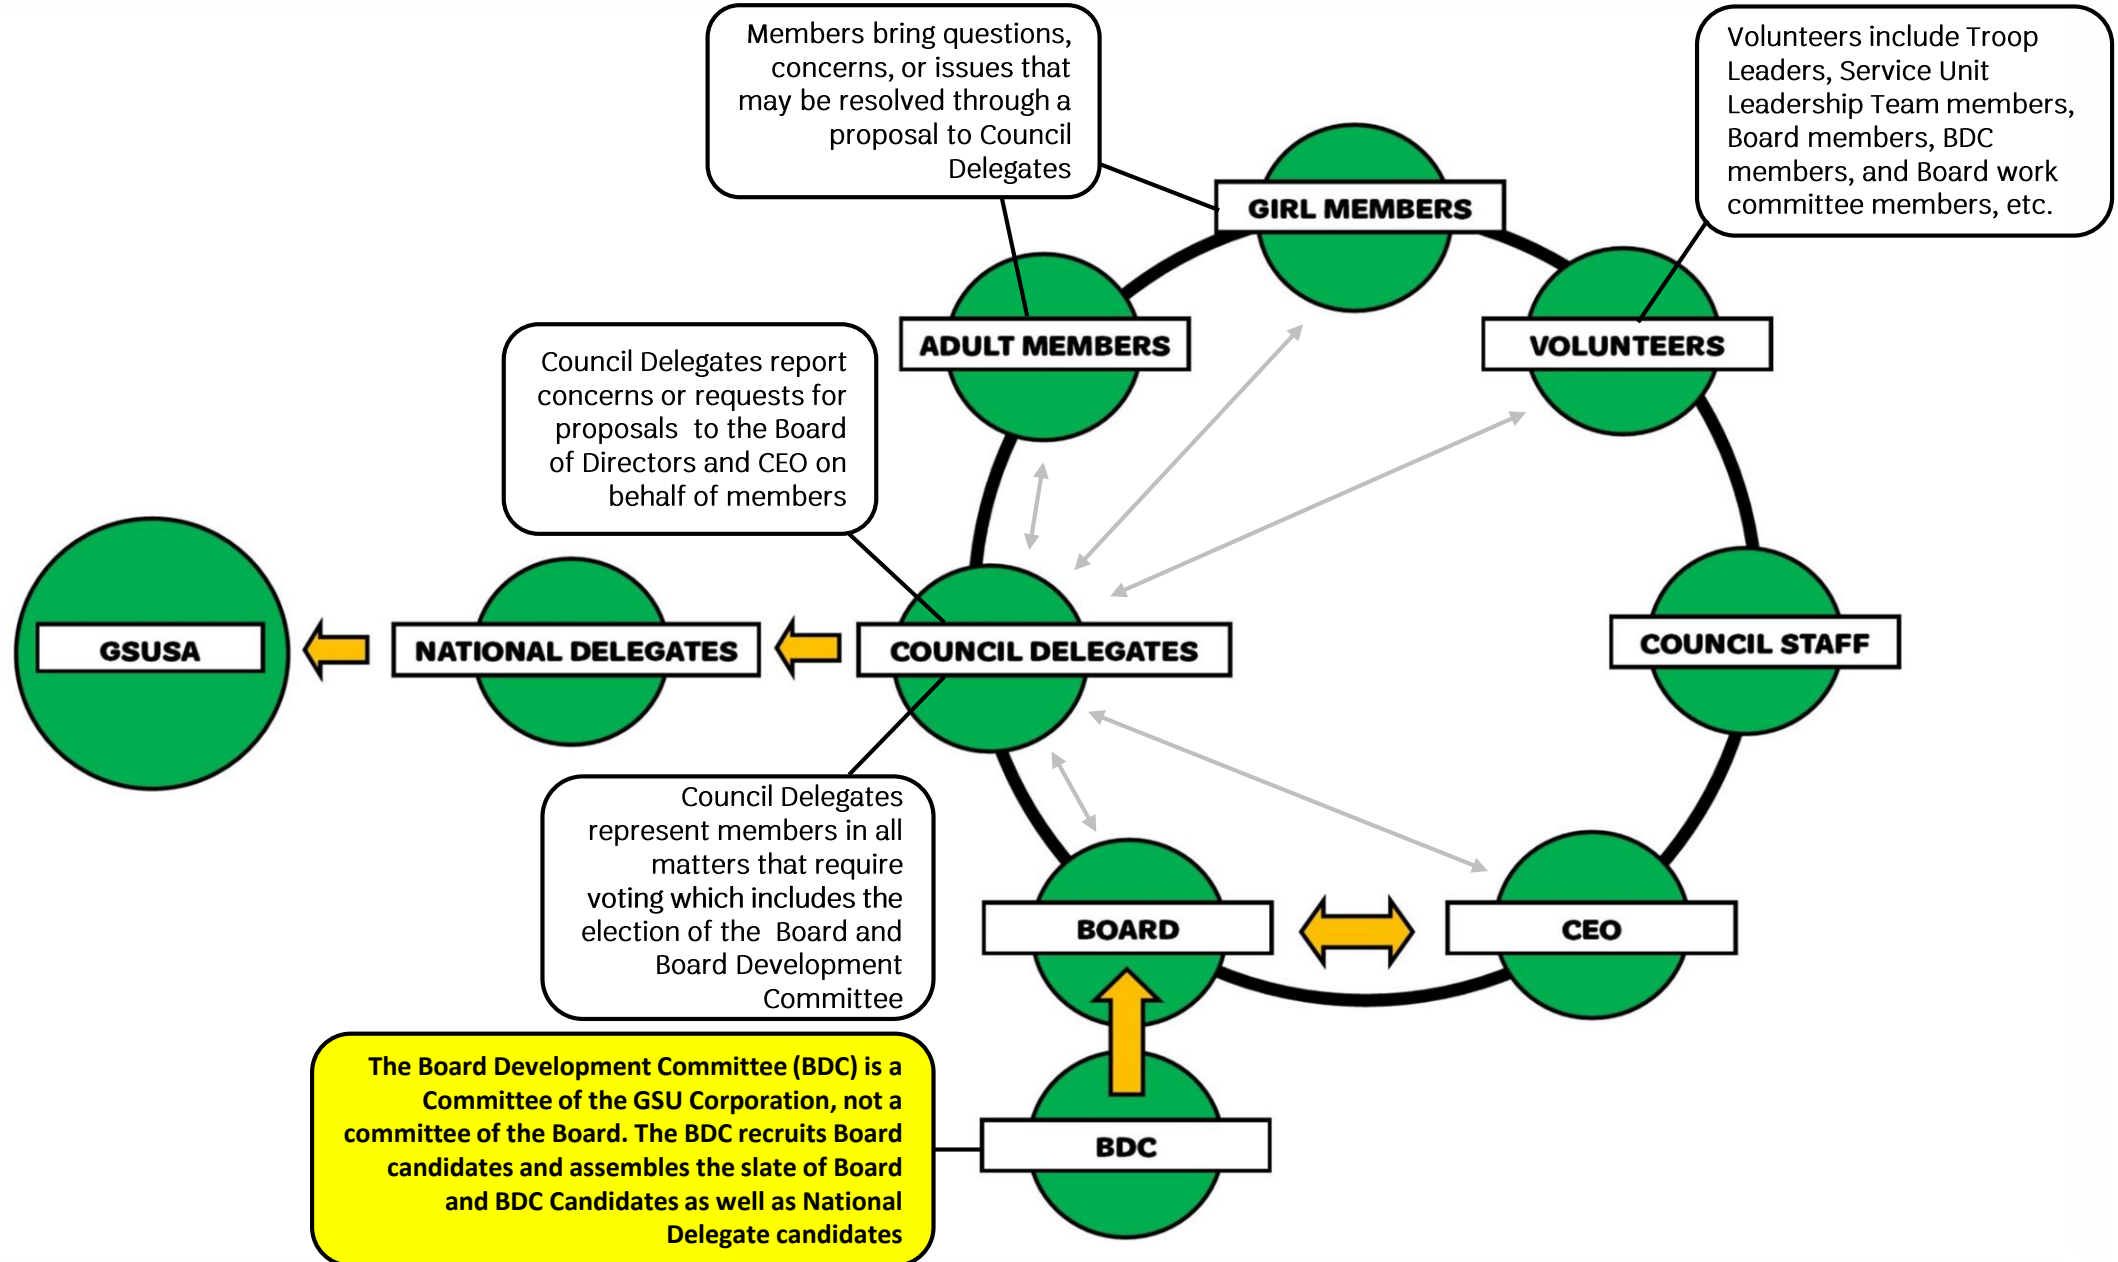 Members bring questions,
concerns, or issues that
may be resolved through a
proposal to Council
Delegates
Volunteers include Troop
Leaders, Service Unit
Leadership Team members,
Board members, BDC
members, and Board work
committee members, etc.
GIRL MEMBERS
ADULT MEMBERS
VOLUNTEERS
Council Delegates report
concerns or requests for
proposals  to the Board
of Directors and CEO on
behalf of members
GSUSA
NATIONAL DELEGATES
COUNCIL DELEGATES
COUNCIL STAFF
Council Delegates
represent members in all
matters that require
voting which includes the
election of the  Board and
Board Development
Committee
BOARD
CEO
The Board Development Committee (BDC) is a
Committee of the GSU Corporation, not a
committee of the Board. The BDC recruits Board
candidates and assembles the slate of Board
and BDC Candidates as well as National
Delegate candidates
BDC